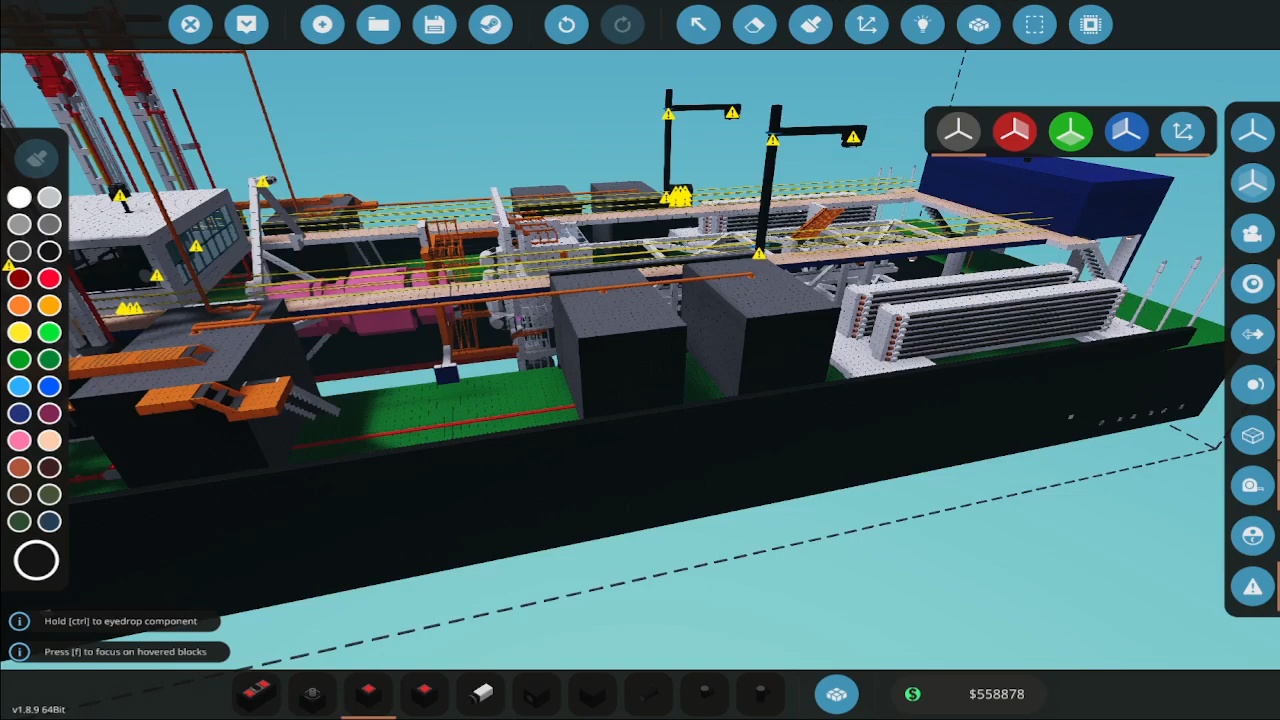 Hold [ctrl] to eyedrop component
Press [f] to focus on hovered blocks
v1.8.9 64Bit
$558878